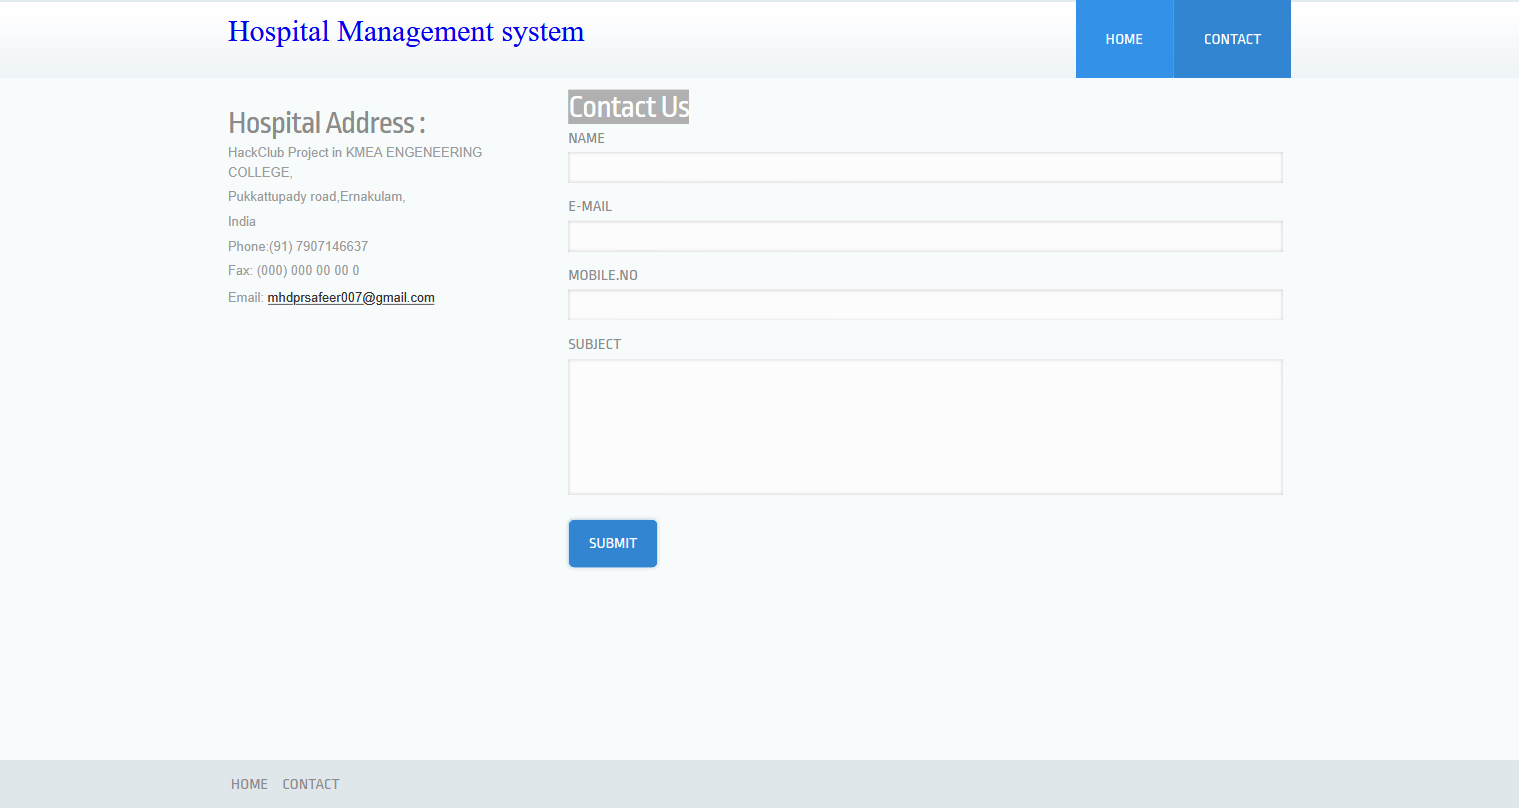 Hospital Management system
HOME
CONTACT
Hospital Address :
HackClub Project in KMEA ENGENEERING
COLLEGE,
Pukkattupady road,Ernakulam,
India
Phone:(91) 7907146637
Fax: (000) 000 00 00 0
Email: mhdprsafeer007@gmail.com
Contact Us
NAME
E-MAIL
MOBILE.NO
SUBJECT
SUBMIT
HOME CONTACT